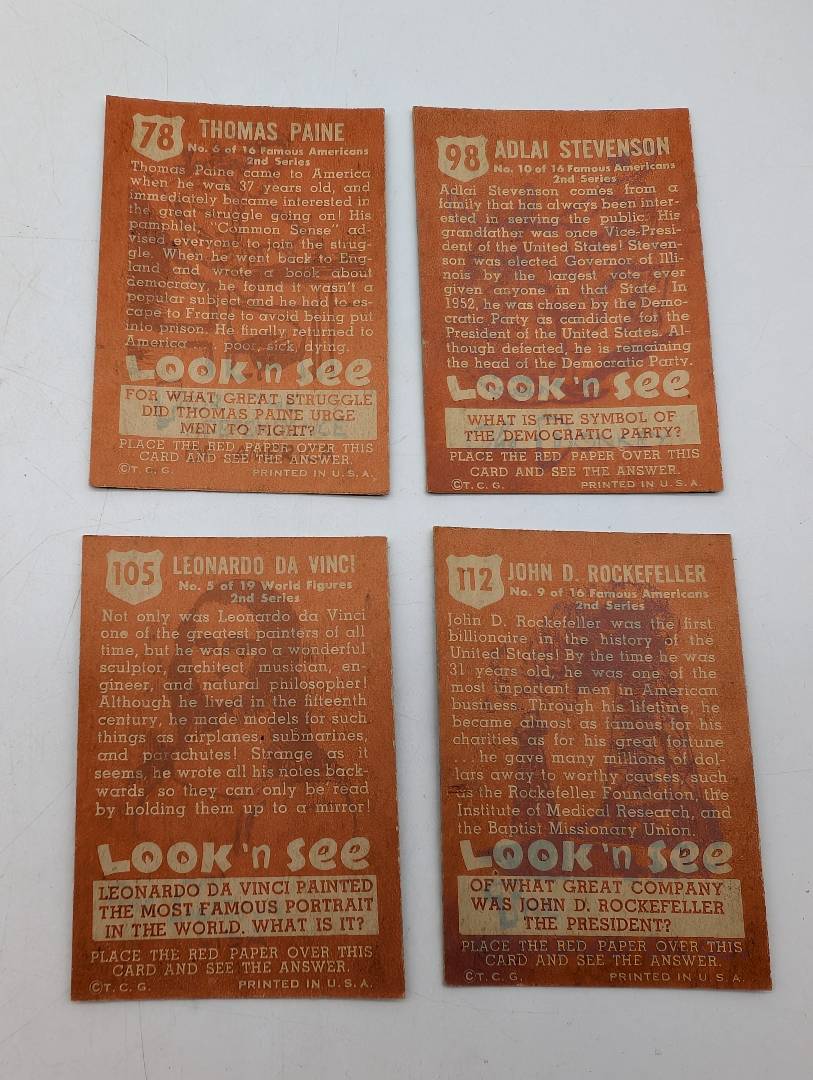 78 THOMAS PAINE
No. 6 of 16 Famous Americans
2nd Series
Thomas Paine came to America
when he was 37 years old, and
immediately became interested in
the great struggle going on! His
pamphlet, "Common Sense" ad-
vised everyone to join the strug-
gle. When he went back to Eng-
land and wrote a book about
democracy, he found it wasn't a
popular subject and he had to es-
cape to France to avoid being put
into prison. He finally returned to
America ... poor, sick, dying.
LOOK 'n SEE
FOR WHAT GREAT STRUGGLE
DID THOMAS PAINE URGE
MEN TO FIGHT?
PLACE THE RED PAPER OVER THIS
CARD AND SEE THE ANSWER.
©T. C. G. PRINTED IN U. S. A.
98 ADLAI STEVENSON
No. 10 of 16 Famous Americans
2nd Series
Adlai Stevenson comes from a
family that has always been inter-
ested in serving the public. His
grandfather was once Vice-Presi-
dent of the United States! Steven-
son was elected Governor of Illi-
nois by the largest vote ever
given anyone in that State. In
1952, he was chosen by the Demo-
cratic Party as candidate for the
President of the United States. Al-
though defeated, he is remaining
the head of the Democratic Party.
LOOK 'n SEE
WHAT IS THE SYMBOL OF
THE DEMOCRATIC PARTY?
PLACE THE RED PAPER OVER THIS
CARD AND SEE THE ANSWER.
©T. C. G. PRINTED IN U. S. A.
105 LEONARDO DA VINCI
No. 5 of 19 World Figures
2nd Series
Not only was Leonardo da Vinci
one of the greatest painters of all
time, but he was also a wonderful
sculptor, architect, musician, en-
gineer, and natural philosopher!
Although he lived in the fifteenth
century, he made models for such
things as airplanes, submarines,
and parachutes! Strange as it
seems, he wrote all his notes back-
wards, so they can only be read
by holding them up to a mirror!
LOOK 'n SEE
LEONARDO DA VINCI PAINTED
THE MOST FAMOUS PORTRAIT
IN THE WORLD. WHAT IS IT?
PLACE THE RED PAPER OVER THIS
CARD AND SEE THE ANSWER.
©T. C. G. PRINTED IN U. S. A.
112 JOHN D. ROCKEFELLER
No. 9 of 16 Famous Americans
2nd Series
John D. Rockefeller was the first
billionaire in the history of the
United States! By the time he was
31 years old, he was one of the
most important men in American
business. Through his lifetime, he
became almost as famous for his
charities as for his great fortune
... he gave many millions of dol-
lars away to worthy causes, such
as the Rockefeller Foundation, the
Institute of Medical Research, and
the Baptist Missionary Union.
LOOK 'n SEE
OF WHAT GREAT COMPANY
WAS JOHN D. ROCKEFELLER
THE PRESIDENT?
PLACE THE RED PAPER OVER THIS
CARD AND SEE THE ANSWER.
©T. C. G. PRINTED IN U. S. A.